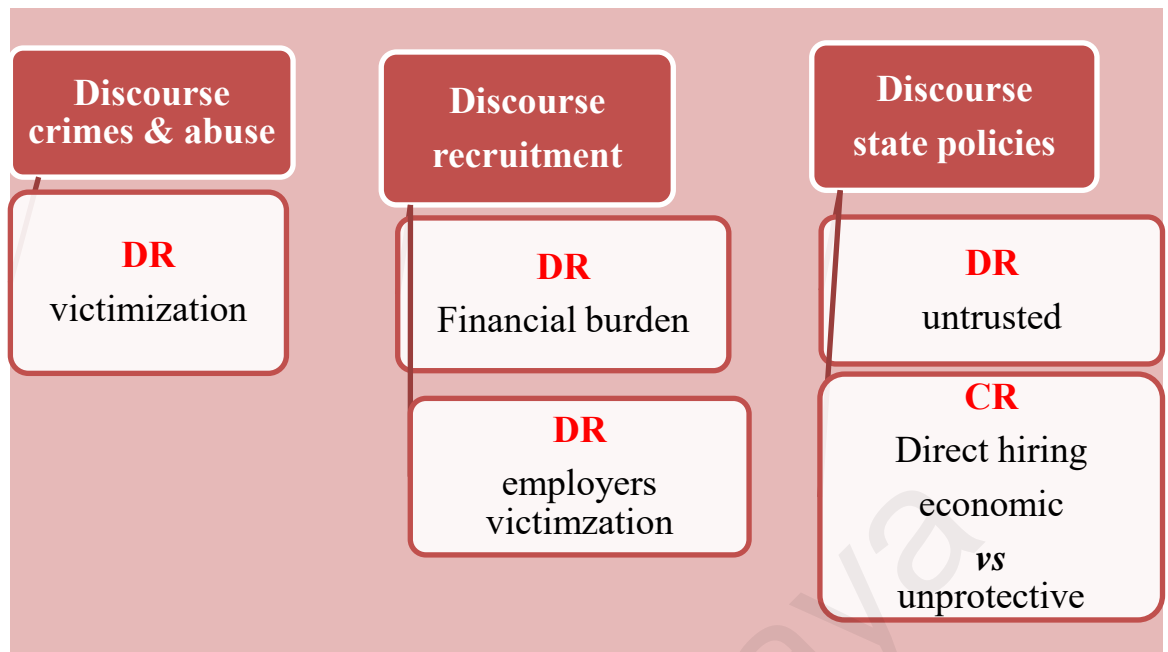 Discourse
crimes & abuse
DR
victimization
Discourse
recruitment
DR
Financial burden
DR
employers
victimzation
Discourse
state policies
DR
untrusted
CR
Direct hiring
economic
vs
unprotective